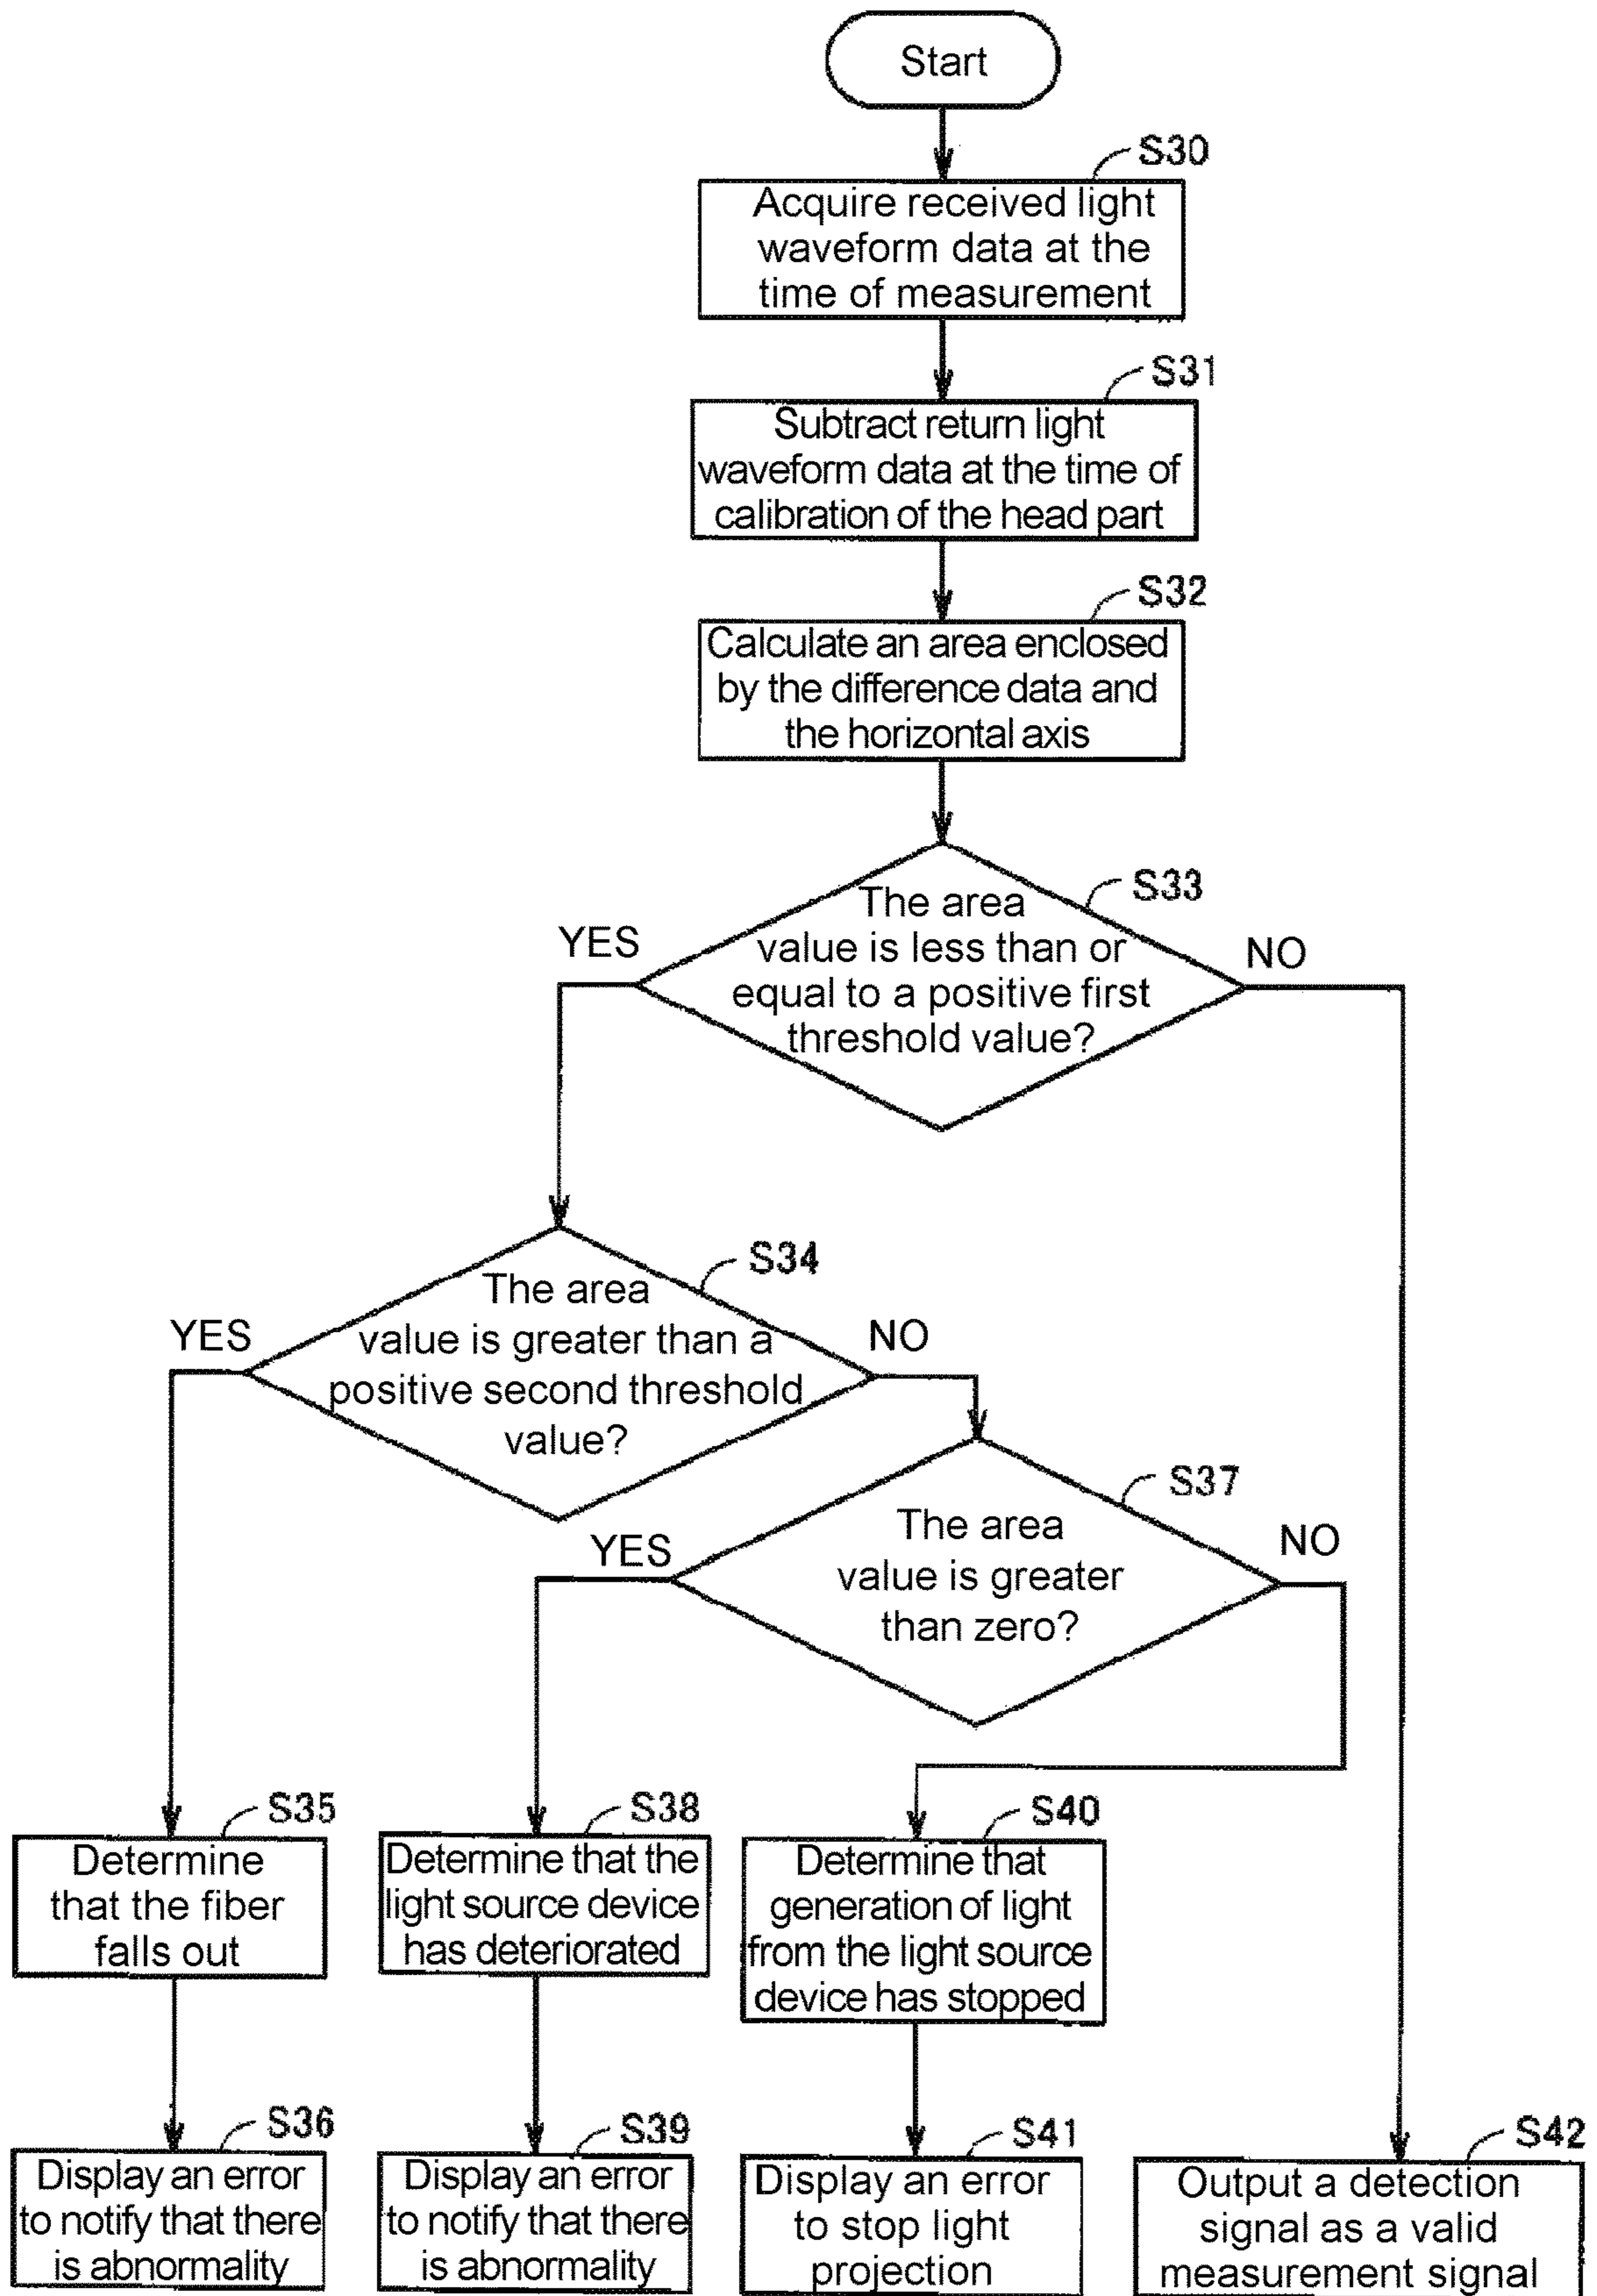 Start
S30
Acquire received light
waveform data at the
time of measurement
S31
Subtract return light
waveform data at the time of
calibration of the head part
S32
Calculate an area enclosed
by the difference data and
the horizontal axis
S33
The area
value is less than or
equal to a positive first
threshold value?
YES
NO
S34
The area
value is greater than a
positive second threshold
value?
YES
NO
S37
The area
value is greater
than zero?
YES
NO
S35
Determine
that the fiber
falls out
S38
Determine that the
light source device
has deteriorated
S40
Determine that
generation of light
from the light source
device has stopped
S36
Display an error
to notify that there
is abnormality
S39
Display an error
to notify that there
is abnormality
S41
Display an error
to stop light
projection
S42
Output a detection
signal as a valid
measurement signal